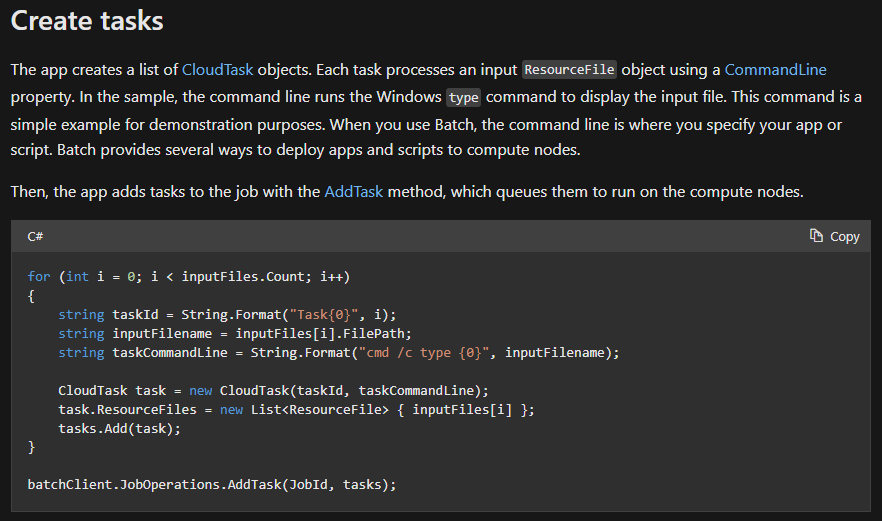 Create tasks
The app creates a list of CloudTask objects. Each task processes an input ResourceFile object using a CommandLine
property. In the sample, the command line runs the Windows type command to display the input file. This command is a
simple example for demonstration purposes. When you use Batch, the command line is where you specify your app or
script. Batch provides several ways to deploy apps and scripts to compute nodes.
Then, the app adds tasks to the job with the AddTask method, which queues them to run on the compute nodes.
C# Copy
for (int i = 0; i < inputFiles.Count; i++)
{
    string taskId = String.Format("Task{0}", i);
    string inputFilename = inputFiles[i].FilePath;
    string taskCommandLine = String.Format("cmd /c type {0}", inputFilename);
    CloudTask task = new CloudTask(taskId, taskCommandLine);
    task.ResourceFiles = new List<ResourceFile> { inputFiles[i] };
    tasks.Add(task);
}
batchClient.JobOperations.AddTask(JobId, tasks);